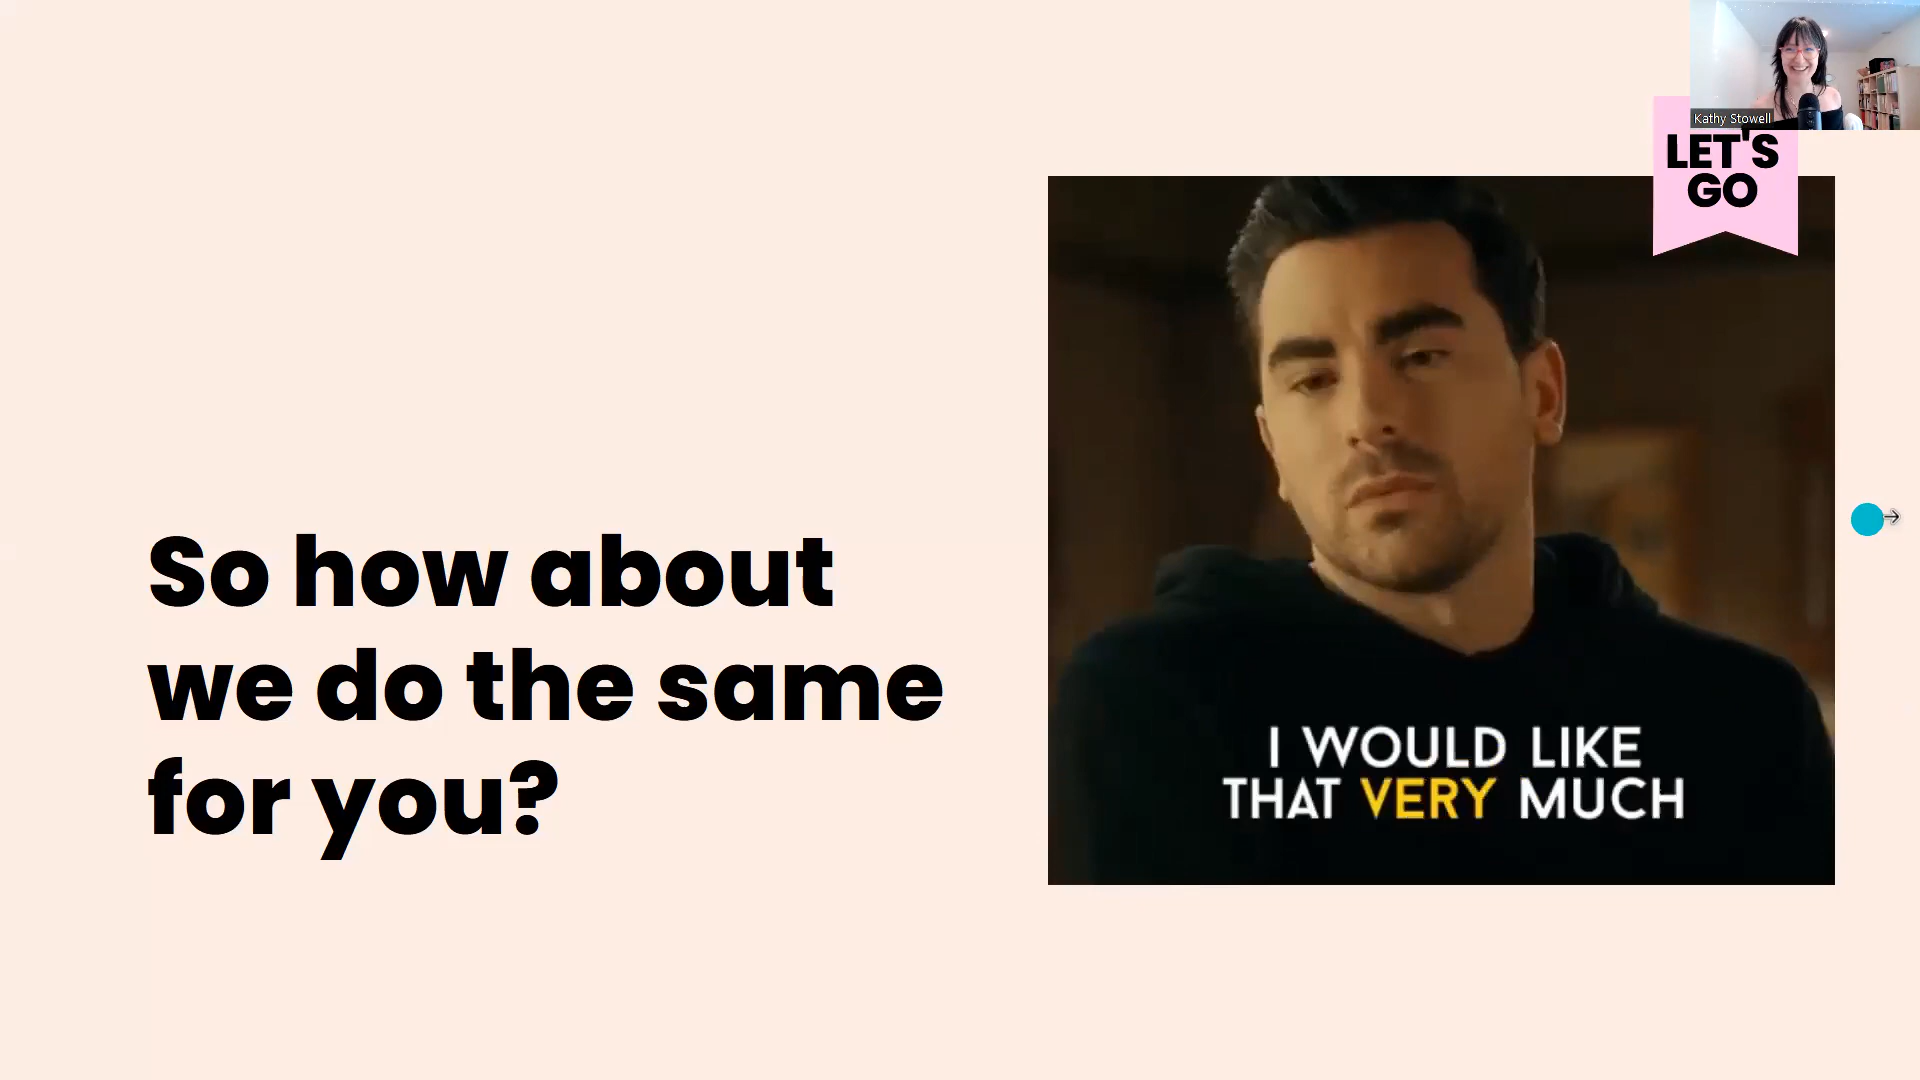 Kathy Stowell
LET'S
GO
So how about
we do the same
for you?
I WOULD LIKE
THAT VERY MUCH